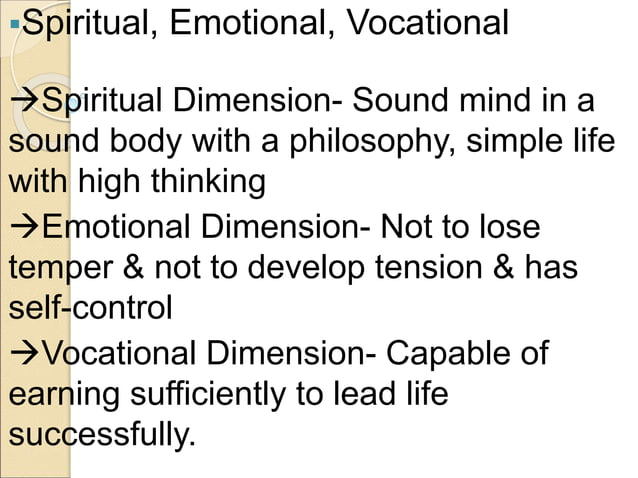 ▪Spiritual, Emotional, Vocational
→Spiritual Dimension- Sound mind in a
sound body with a philosophy, simple life
with high thinking
→Emotional Dimension- Not to lose
temper & not to develop tension & has
self-control
→Vocational Dimension- Capable of
earning sufficiently to lead life
successfully.